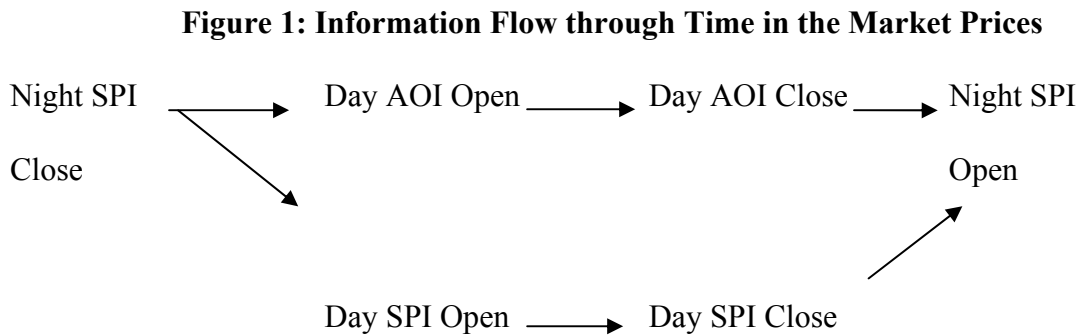 Figure 1: Information Flow through Time in the Market Prices
Night SPI Day AOI Open Day AOI Close Night SPI
Close Open
Day SPI Open Day SPI Close